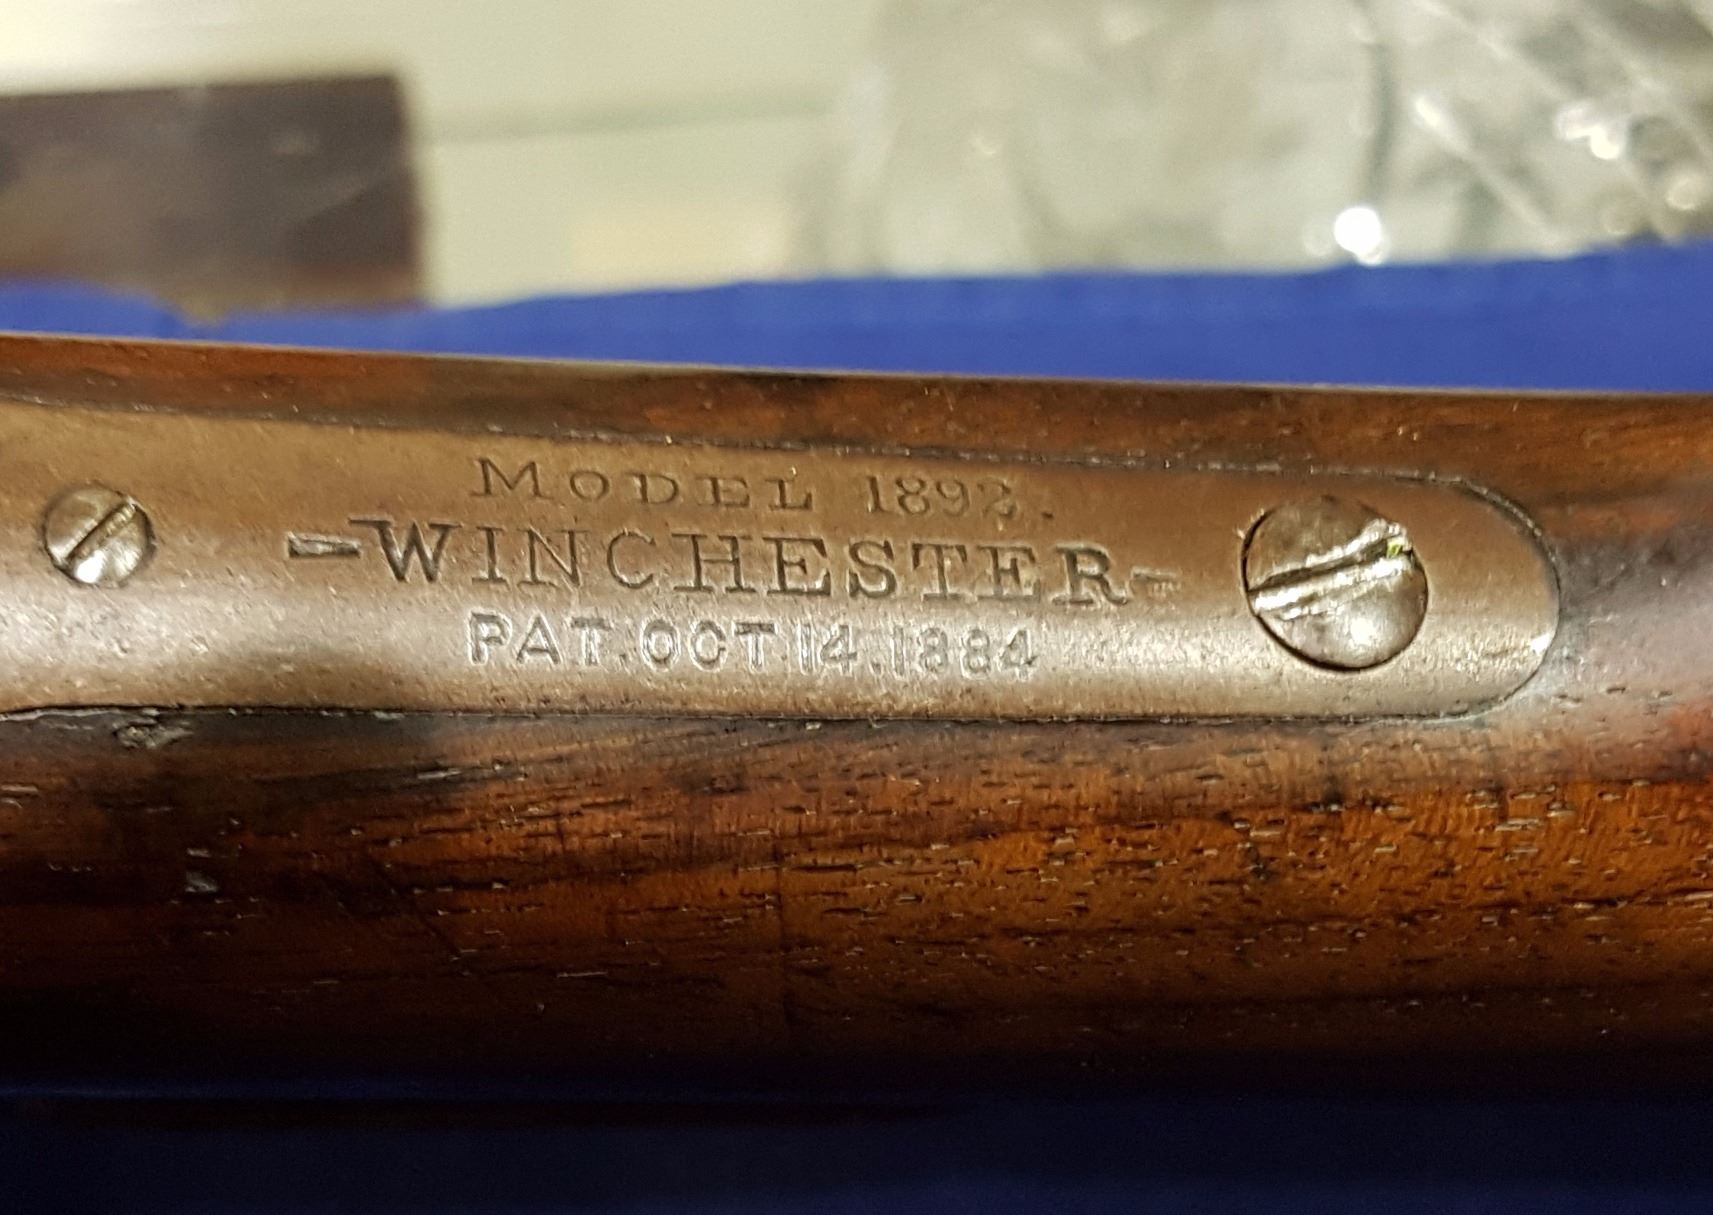 MODEL 1892.
-WINCHESTER-
PAT. OCT. 14. 1884